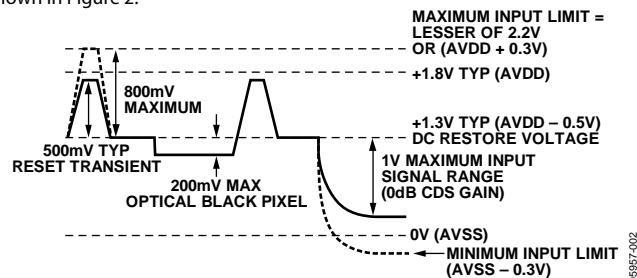 shown in Figure 2.
MAXIMUM INPUT LIMIT =
LESSER OF 2.2V
OR (AVDD + 0.3V)
+1.8V TYP (AVDD)
800mV
MAXIMUM
+1.3V TYP (AVDD – 0.5V)
DC RESTORE VOLTAGE
500mV TYP
RESET TRANSIENT
1V MAXIMUM INPUT
SIGNAL RANGE
(0dB CDS GAIN)
200mV MAX
OPTICAL BLACK PIXEL
0V (AVSS)
MINIMUM INPUT LIMIT
(AVSS – 0.3V)
5957-002